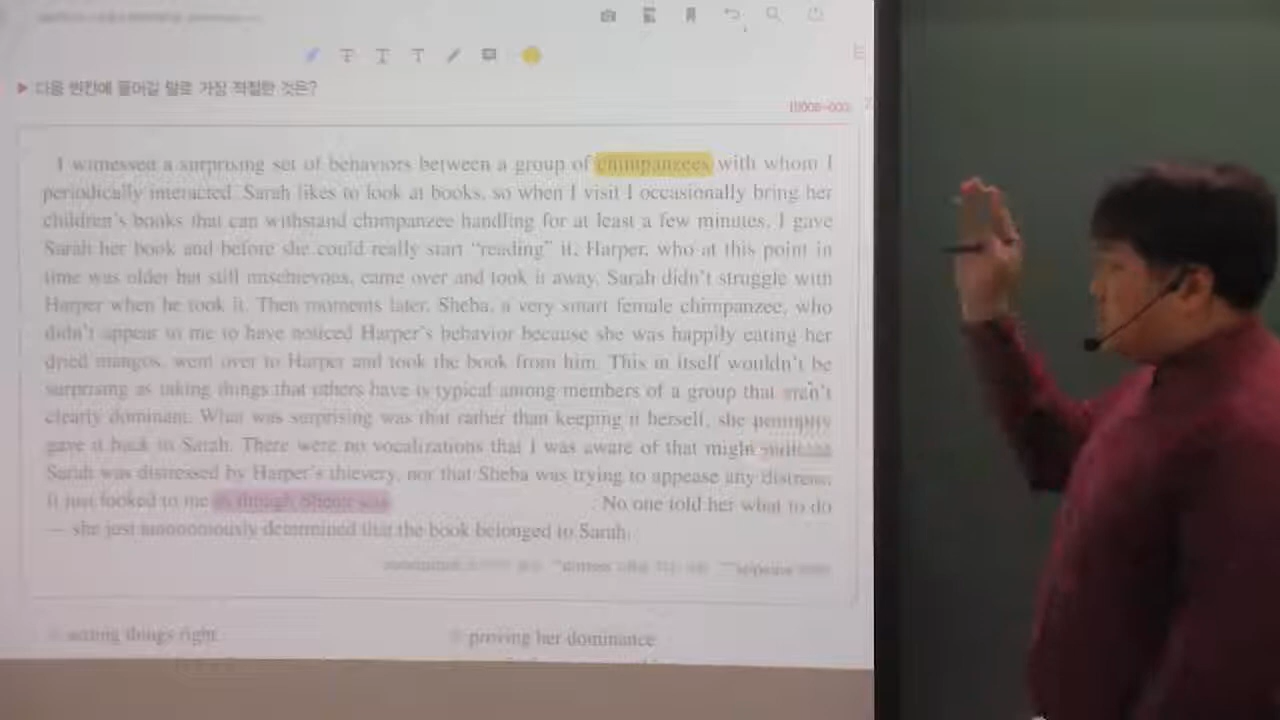 ▶ 다음 빈칸에 들어갈 말로 가장 적절한 것은?
I witnessed a surprising set of behaviors between a group of chimpanzees with whom I
periodically interacted. Sarah likes to look at books, so when I visit I occasionally bring her
children's books that can withstand chimpanzee handling for at least a few minutes. I gave
Sarah her book and before she could really start “reading” it, Harper, who at this point in
time was older but still mischievous, came over and took it away. Sarah didn't struggle with
Harper when he took it. Then moments later, Sheba, a very smart female chimpanzee, who
didn't appear to me to have noticed Harper's behavior because she was happily eating her
dried mangos, went over to Harper and took the book from him. This in itself wouldn't be
surprising as taking things that others have is typical among members of a group that aren't
clearly dominant. What was surprising was that rather than keeping it herself, she promptly
gave it back to Sarah. There were no vocalizations that I was aware of that might indicate
Sarah was distressed by Harper's thievery, nor that Sheba was trying to appease any distress.
It just looked to me as though Sheba was . No one told her what to do
— she just autonomously determined that the book belonged to Sarah.
setting things right
proving her dominance